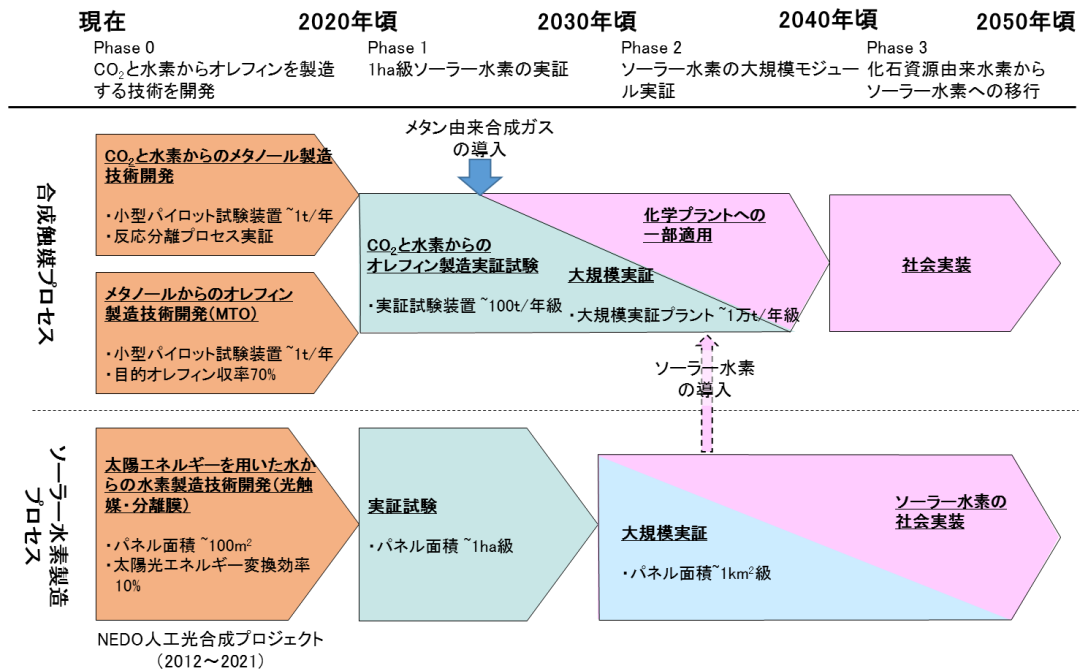 現在
2020年頃
2030年頃
2040年頃
2050年頃
Phase 0
CO₂と水素からオレフィンを製造
する技術を開発
Phase 1
1ha級ソーラー水素の実証
Phase 2
ソーラー水素の大規模モジュー
ル実証
Phase 3
化石資源由来水素から
ソーラー水素への移行
合成触媒プロセス
CO₂と水素からのメタノール製造
技術開発
・小型パイロット試験装置 ~1t/年
・反応分離プロセス実証
メタノールからのオレフィン
製造技術開発(MTO)
・小型パイロット試験装置 ~1t/年
・目的オレフィン収率70%
メタン由来合成ガス
の導入
CO₂と水素からの
オレフィン製造実証試験
・実証試験装置 ~100t/年級
大規模実証
・大規模実証プラント ~1万t/年級
化学プラントへの
一部適用
社会実装
ソーラー水素
の導入
ソーラー水素製造
プロセス
太陽エネルギーを用いた水か
らの水素製造技術開発(光触
媒・分離膜)
・パネル面積 ~100m²
・太陽光エネルギー変換効率
10%
実証試験
・パネル面積 ~1ha級
大規模実証
・パネル面積~1km²級
ソーラー水素の
社会実装
NEDO人工光合成プロジェクト
(2012～2021)